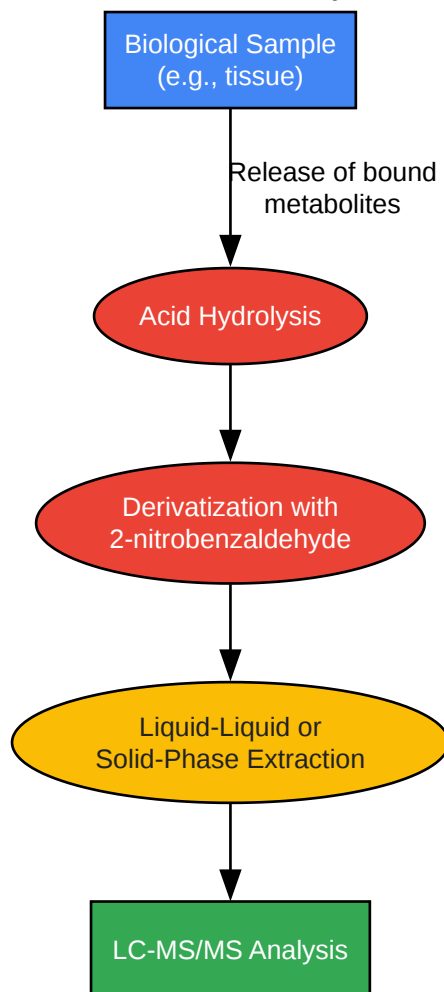 Biological Sample
(e.g., tissue)
Release of bound
metabolites
Acid Hydrolysis
Derivatization with
2-nitrobenzaldehyde
Liquid-Liquid or
Solid-Phase Extraction
LC-MS/MS Analysis